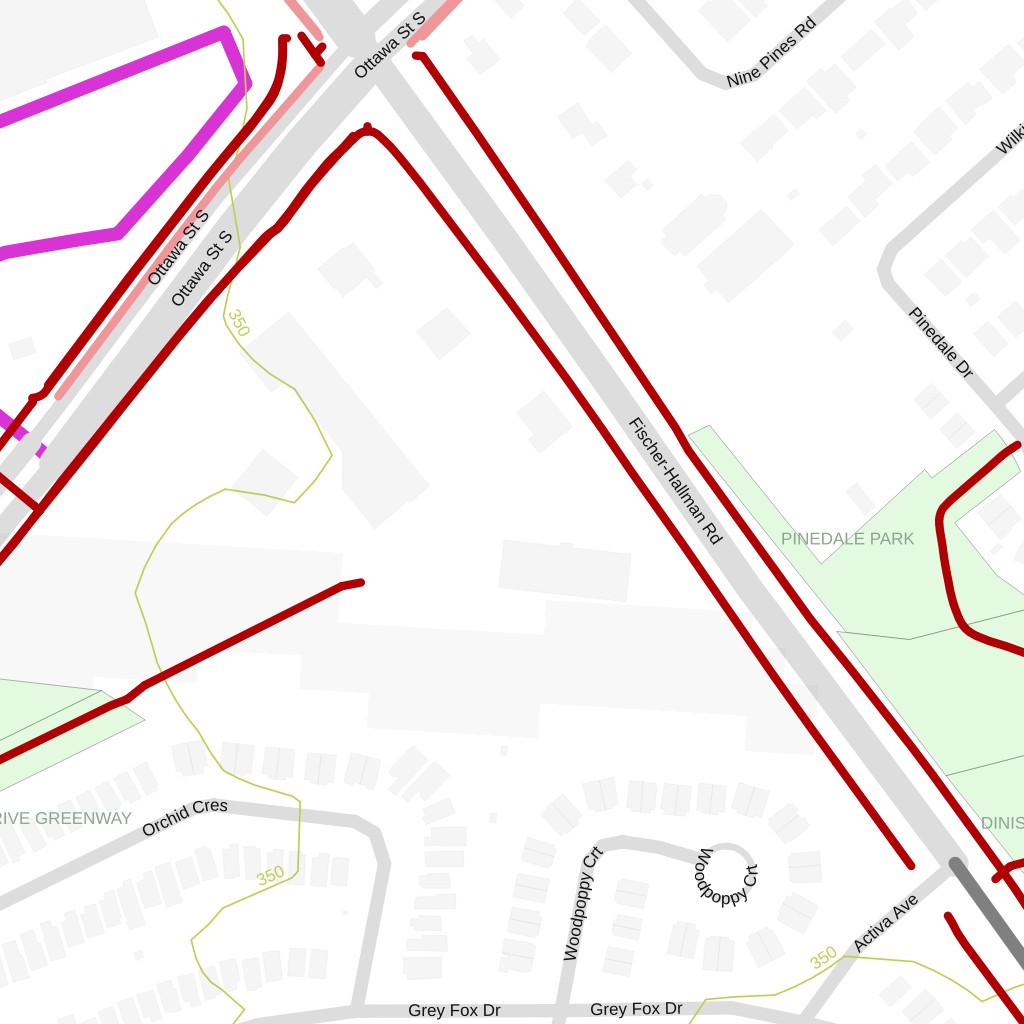 Ottawa St S
Nine Pines Rd
Ottawa St S
Ottawa St S
350
Pinedale Dr
Fischer-Hallman Rd
PINEDALE PARK
RIVE GREENWAY
Orchid Cres
350
Woodpoppy Crt
Woodpoppy Crt
Activa Ave
350
Grey Fox Dr
Grey Fox Dr